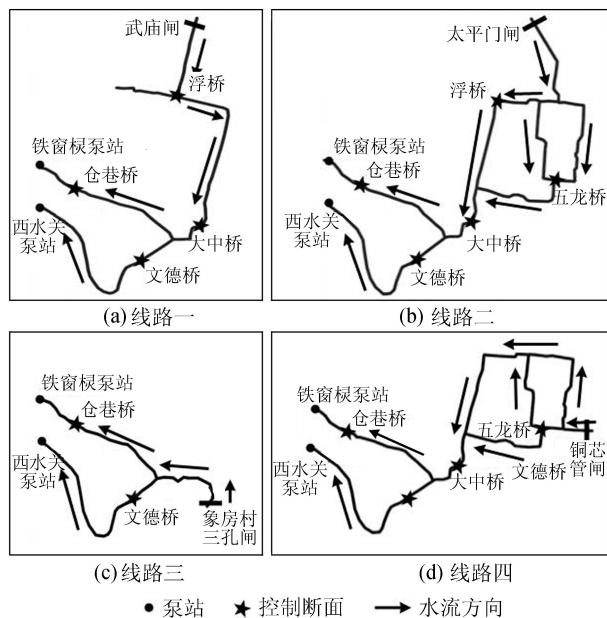 武庙闸
浮桥
铁窗棂泵站
仓巷桥
西水关
泵站
大中桥
文德桥
(a) 线路一
太平门闸
浮桥
铁窗棂泵站
仓巷桥
五龙桥
西水关
泵站
大中桥
文德桥
(b) 线路二
铁窗棂泵站
仓巷桥
西水关
泵站
文德桥
象房村
三孔闸
(c) 线路三
铁窗棂泵站
仓巷桥
五龙桥
铜芯
管闸
西水关
泵站
大中桥
文德桥
(d) 线路四
泵站
控制断面
水流方向